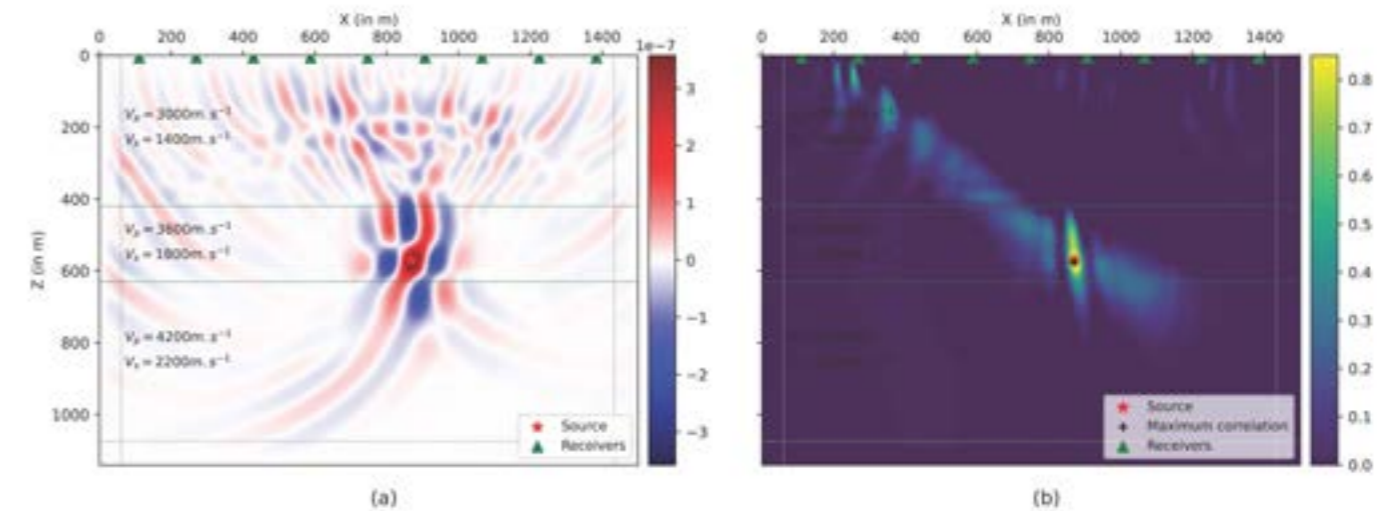 X (in m)
0 200 400 600 800 1000 1200 1400
1e−7
0
200
400
600
800
1000
Z (in m)
Vₚ = 3000m.s⁻¹
Vₛ = 1400m.s⁻¹
Vₚ = 3600m.s⁻¹
Vₛ = 1800m.s⁻¹
Vₚ = 4200m.s⁻¹
Vₛ = 2200m.s⁻¹
Source
Receivers
3
2
1
0
−1
−2
−3
(a)
X (in m)
0 200 400 600 800 1000 1200 1400
Source
Maximum correlation
Receivers
0.8
0.7
0.6
0.5
0.4
0.3
0.2
0.1
0.0
(b)